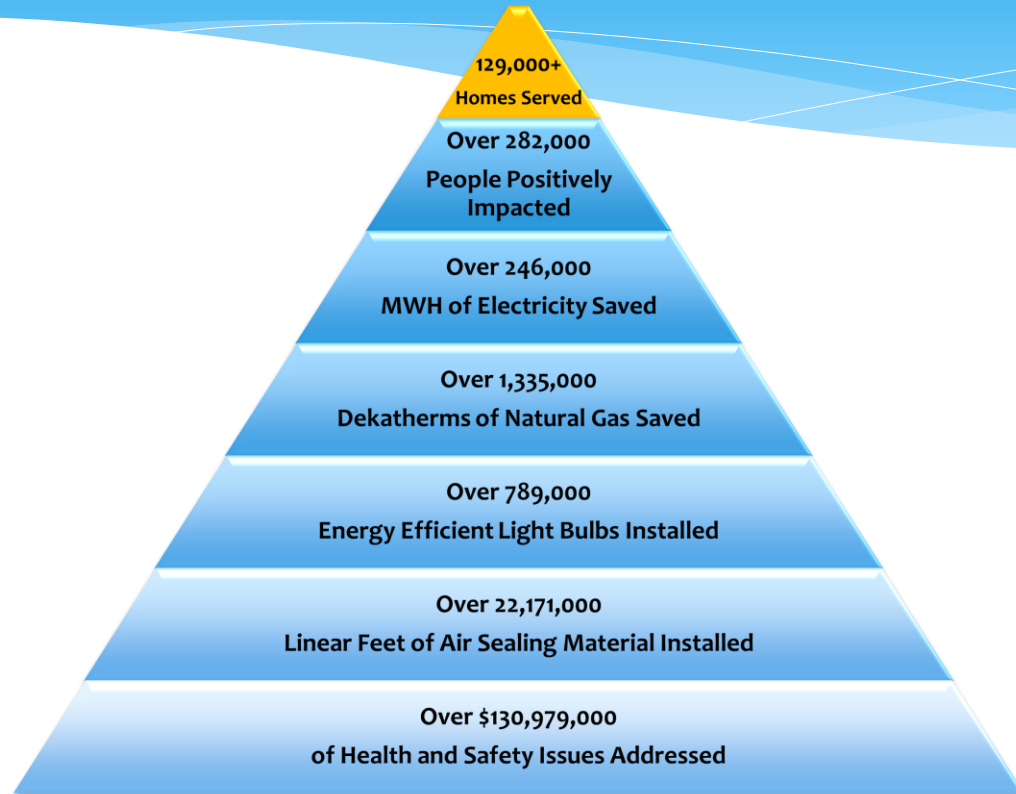 129,000+
Homes Served
Over 282,000
People Positively
Impacted
Over 246,000
MWH of Electricity Saved
Over 1,335,000
Dekatherms of Natural Gas Saved
Over 789,000
Energy Efficient Light Bulbs Installed
Over 22,171,000
Linear Feet of Air Sealing Material Installed
Over $130,979,000
of Health and Safety Issues Addressed